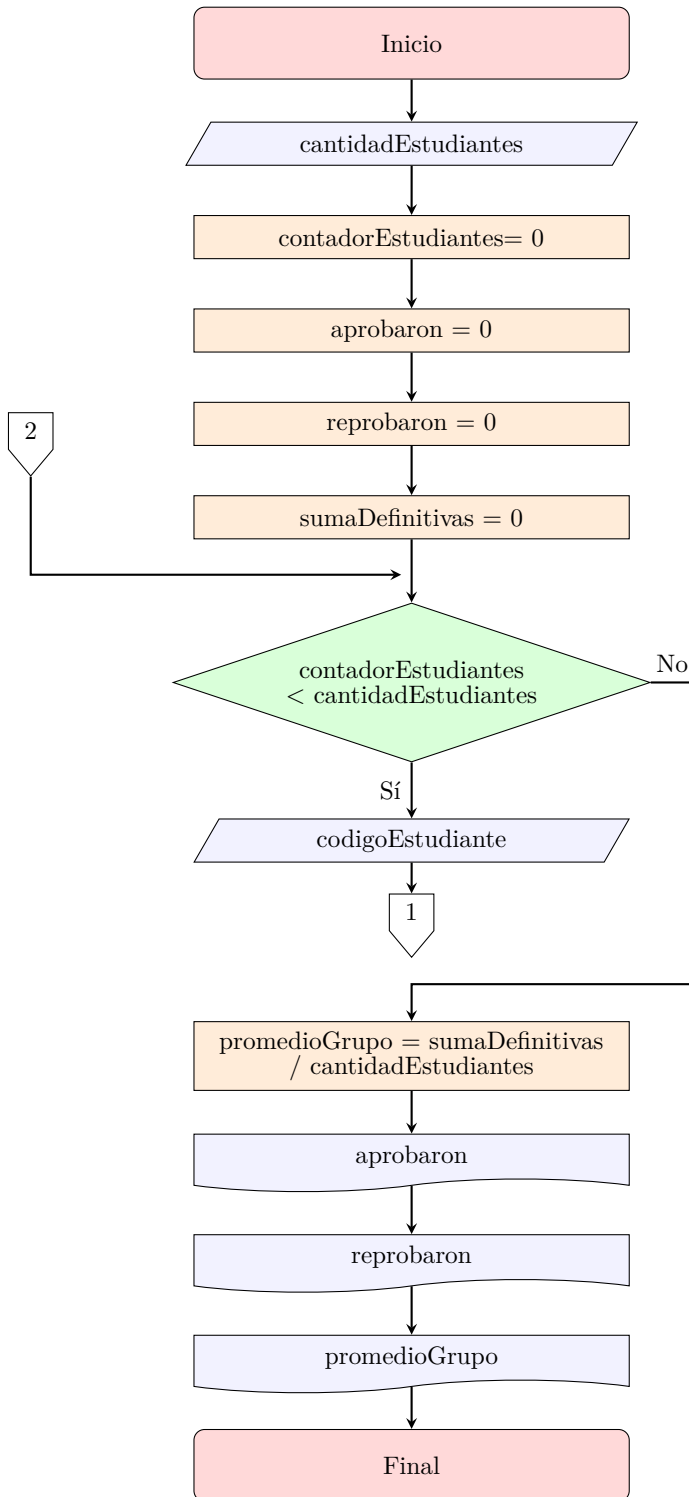 Inicio
cantidadEstudiantes
contadorEstudiantes= 0
aprobaron = 0
reprobaron = 0
2
sumaDefinitivas = 0
contadorEstudiantes
< cantidadEstudiantes
No
Sí
codigoEstudiante
1
promedioGrupo = sumaDefinitivas
/ cantidadEstudiantes
aprobaron
reprobaron
promedioGrupo
Final